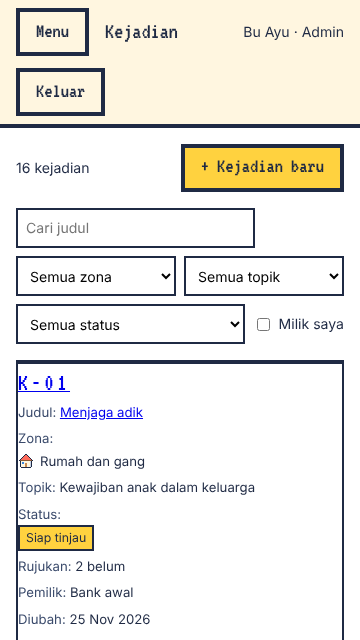 Menu Kejadian Bu Ayu · Admin
Keluar
16 kejadian + Kejadian baru
Cari judul
Semua zona Semua topik
Semua status Milik saya
K-01
Judul: Menjaga adik
Zona:
Rumah dan gang
Topik: Kewajiban anak dalam keluarga
Status:
Siap tinjau
Rujukan: 2 belum
Pemilik: Bank awal
Diubah: 25 Nov 2026